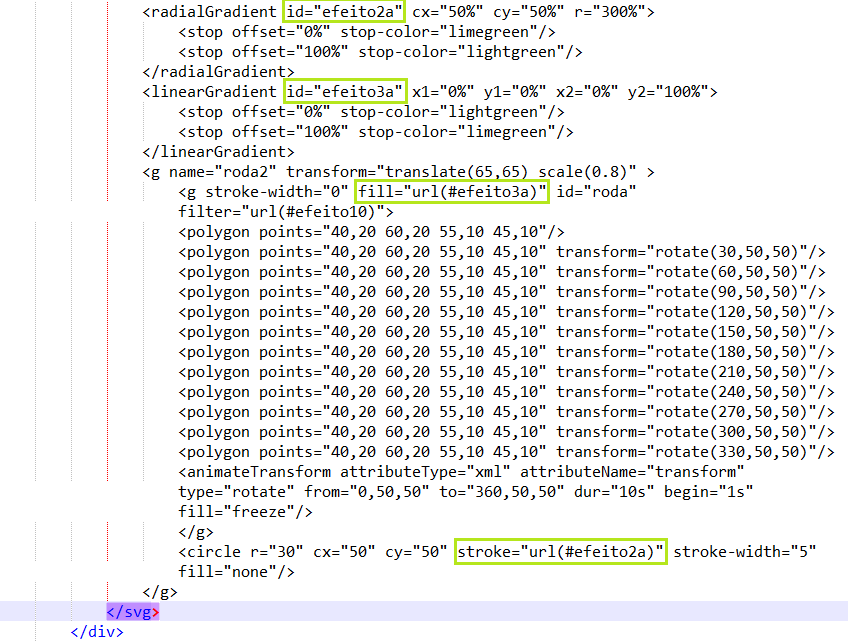 <radialGradient id="efeito2a" cx="50%" cy="50%" r="300%">
<stop offset="0%" stop-color="limegreen"/>
<stop offset="100%" stop-color="lightgreen"/>
</radialGradient>
<linearGradient id="efeito3a" x1="0%" y1="0%" x2="0%" y2="100%">
<stop offset="0%" stop-color="lightgreen"/>
<stop offset="100%" stop-color="limegreen"/>
</linearGradient>
<g name="roda2" transform="translate(65,65) scale(0.8)" >
<g stroke-width="0" fill="url(#efeito3a)" id="roda"
filter="url(#efeito10)">
<polygon points="40,20 60,20 55,10 45,10"/>
<polygon points="40,20 60,20 55,10 45,10" transform="rotate(30,50,50)"/>
<polygon points="40,20 60,20 55,10 45,10" transform="rotate(60,50,50)"/>
<polygon points="40,20 60,20 55,10 45,10" transform="rotate(90,50,50)"/>
<polygon points="40,20 60,20 55,10 45,10" transform="rotate(120,50,50)"/>
<polygon points="40,20 60,20 55,10 45,10" transform="rotate(150,50,50)"/>
<polygon points="40,20 60,20 55,10 45,10" transform="rotate(180,50,50)"/>
<polygon points="40,20 60,20 55,10 45,10" transform="rotate(210,50,50)"/>
<polygon points="40,20 60,20 55,10 45,10" transform="rotate(240,50,50)"/>
<polygon points="40,20 60,20 55,10 45,10" transform="rotate(270,50,50)"/>
<polygon points="40,20 60,20 55,10 45,10" transform="rotate(300,50,50)"/>
<polygon points="40,20 60,20 55,10 45,10" transform="rotate(330,50,50)"/>
<animateTransform attributeType="xml" attributeName="transform"
type="rotate" from="0,50,50" to="360,50,50" dur="10s" begin="1s"
fill="freeze"/>
</g>
<circle r="30" cx="50" cy="50" stroke="url(#efeito2a)" stroke-width="5"
fill="none"/>
</g>
</svg>
</div>